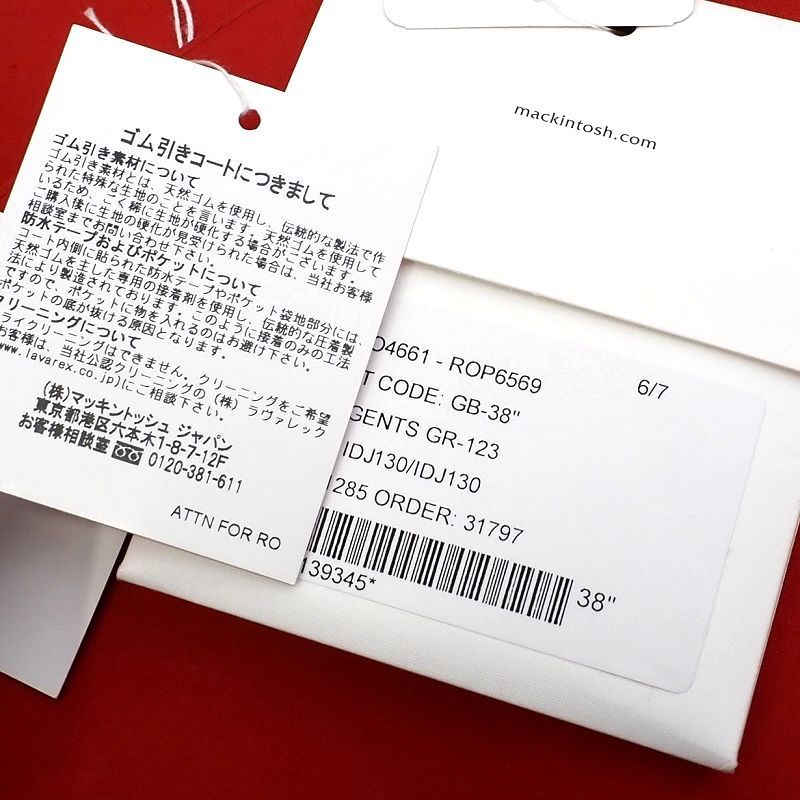 ゴム引きコートにつきまして
ゴム引き素材について
ゴム引き素材とは、天然ゴムを使用し、伝統的な製法で作
られた特殊な生地のことを言います。天然ゴムを使用して
いるため、ごく稀に生地が硬化する場合がございます。
ご購入後に生地の硬化が見受けられた場合は、当社お客様
相談室までお問い合わせ下さい。
防水テープおよびポケットについて
コート内側に貼られた防水テープやポケット袋地部分には、
天然ゴムを主した専用の接着剤を使用し、伝統的な圧着製
法により製造されております。このように接着のみの工法
ですので、ポケットに物を入れるのはお避け下さい。
ポケットの底が抜ける原因となります。
クリーニングについて
ライクリーニングはできません。クリーニングをご希望
お客様は、当社公認クリーニングの(株)ラヴァレック
www.lavarex.co.jp)にご相談下さい。
(株)マッキントッシュ ジャパン
東京都港区六本木1-8-7-12F
お客様相談室 0120-381-611
ATTN FOR RO
mackintosh.com
O4661 - ROP6569 6/7
T CODE: GB-38"
GENTS GR-123
IDJ130/IDJ130
1285 ORDER: 31797
139345*
38"